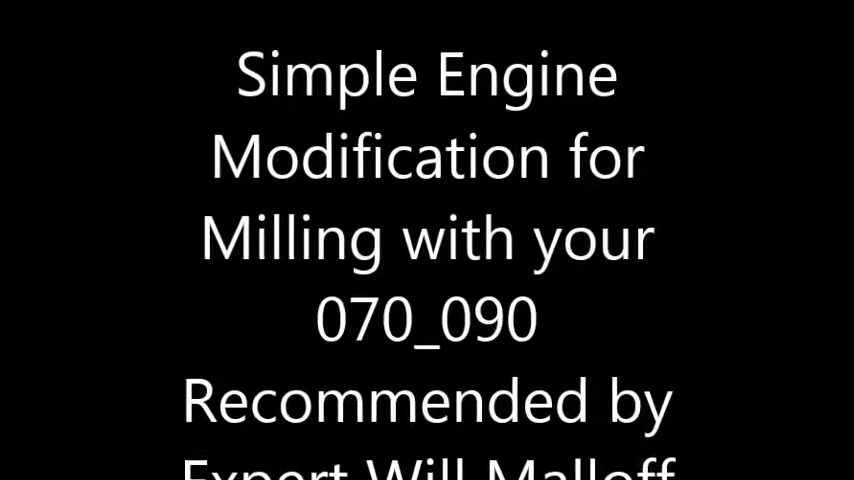 Simple Engine
Modification for
Milling with your
070_090
Recommended by
Expert Will Malloff